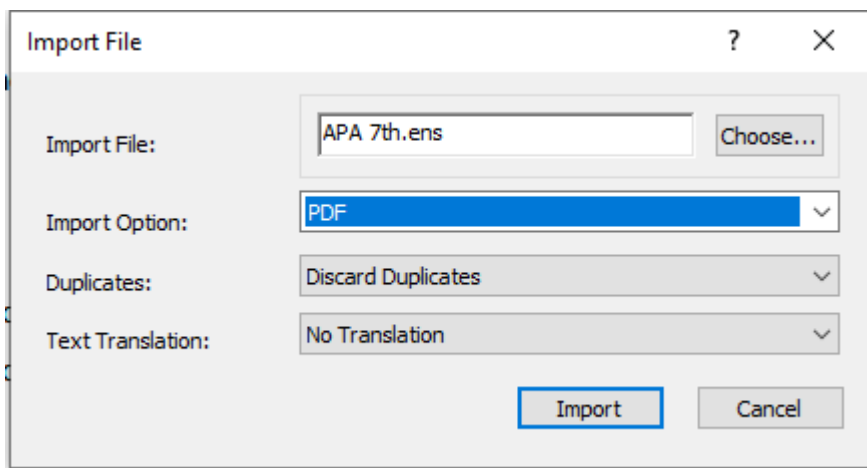 Import File
?
Import File:
APA 7th.ens
Choose...
Import Option:
PDF
Duplicates:
Discard Duplicates
Text Translation:
No Translation
Import
Cancel